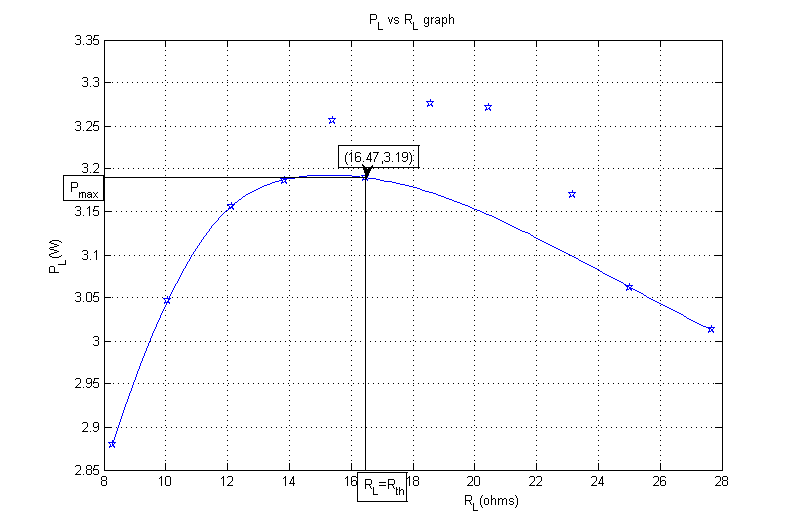 P_L vs R_L graph
3.35
3.3
3.25
3.2
3.15
3.1
3.05
3
2.95
2.9
2.85
P_max
P_L(W)
(16.47,3.19)
8 10 12 14 16 18 20 22 24 26 28
R_L=R_th
R_L(ohms)